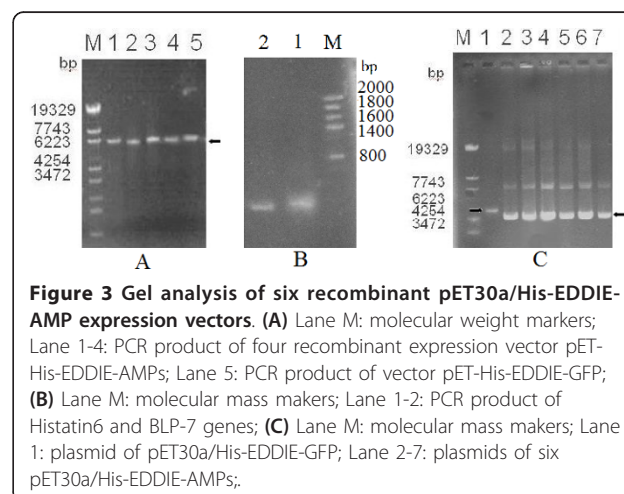 M 1 2 3 4 5
bp
19329
7743
6223
4254
3472
A
2 1 M
bp
2000
1800
1600
1400
800
B
M 1 2 3 4 5 6 7
bp
19329
7743
6223
4254
3472
C
Figure 3 Gel analysis of six recombinant pET30a/His-EDDIE-
AMP expression vectors. (A) Lane M: molecular weight markers;
Lane 1-4: PCR product of four recombinant expression vector pET-
His-EDDIE-AMPs; Lane 5: PCR product of vector pET-His-EDDIE-GFP;
(B) Lane M: molecular mass makers; Lane 1-2: PCR product of
Histatin6 and BLP-7 genes; (C) Lane M: molecular mass makers; Lane
1: plasmid of pET30a/His-EDDIE-GFP; Lane 2-7: plasmids of six
pET30a/His-EDDIE-AMPs;.